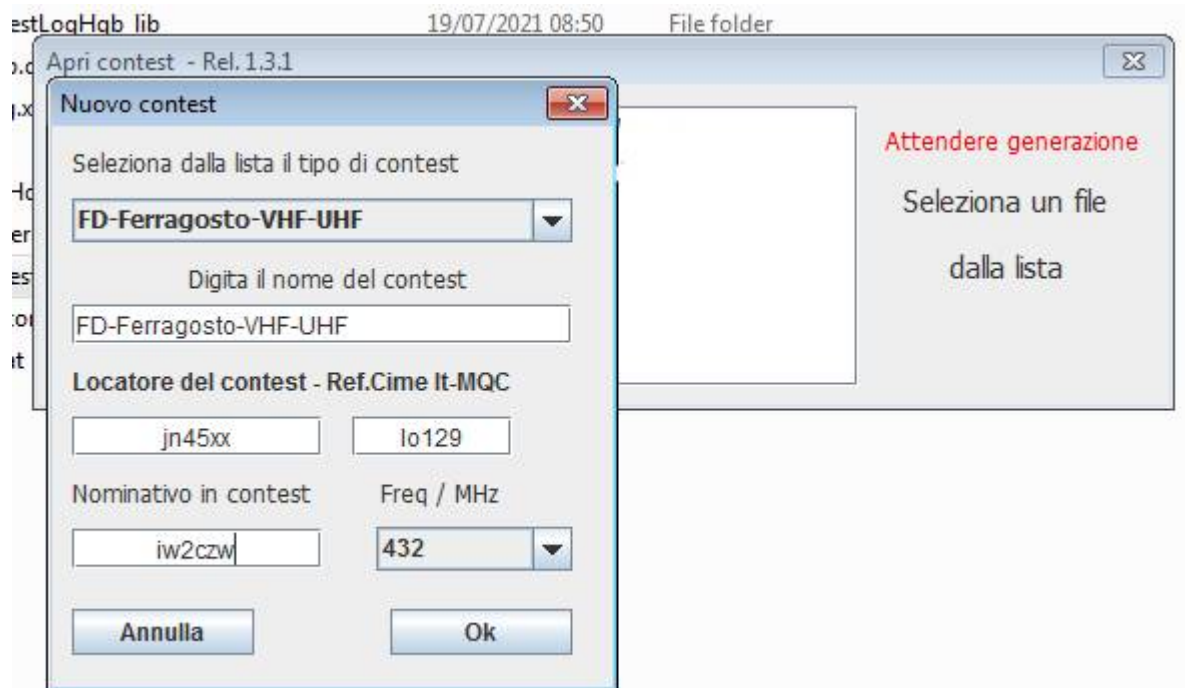 estLogHgb lib 19/07/2021 08:50 File folder
Apri contest - Rel. 1.3.1
Nuovo contest
Attendere generazione
Seleziona un file
dalla lista
Seleziona dalla lista il tipo di contest
FD-Ferragosto-VHF-UHF
Digita il nome del contest
FD-Ferragosto-VHF-UHF
Locatore del contest - Ref.Cime It-MQC
jn45xx lo129
Nominativo in contest Freq / MHz
iw2czw 432
Annulla Ok